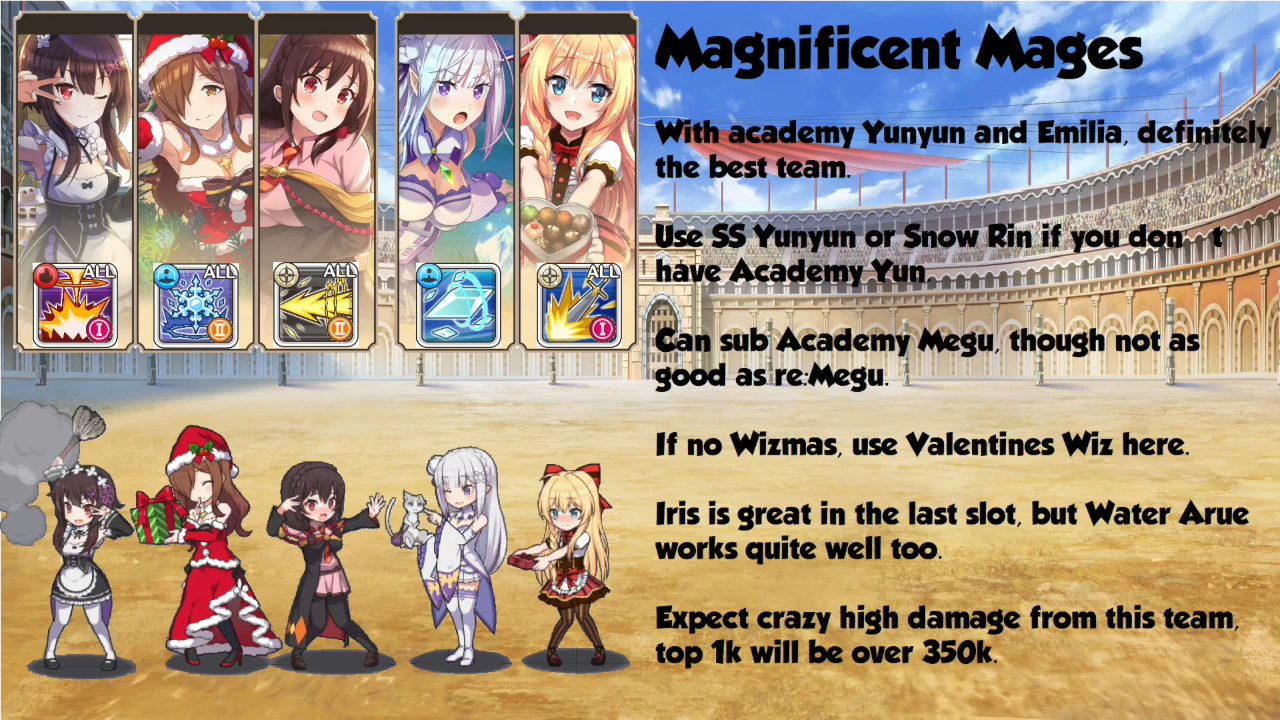 Magnificent Mages
With academy Yunyun and Emilia, definitely
the best team.
Use SS Yunyun or Snow Rin if you don t
have Academy Yun.
Can sub Academy Megu, though not as
good as re:Megu.
If no Wizmas, use Valentines Wiz here.
Iris is great in the last slot, but Water Arue
works quite well too.
Expect crazy high damage from this team,
top 1k will be over 350k.
ALL
ALL
ALL
ALL
I
II
II
I